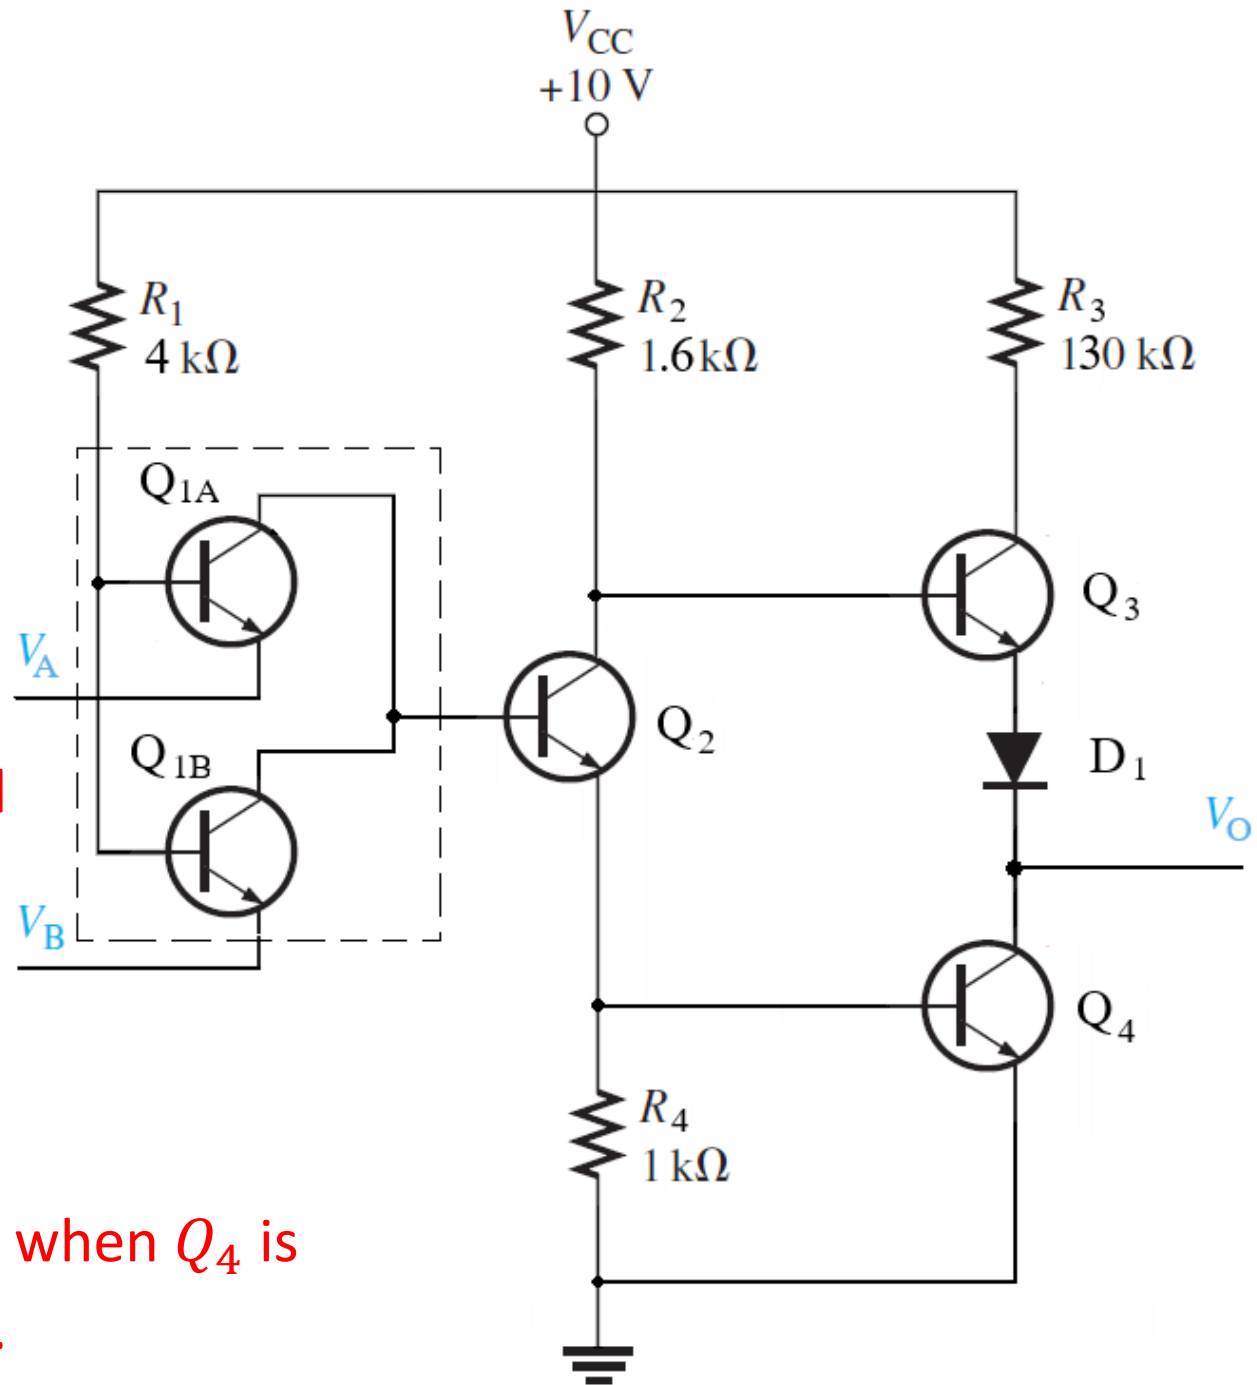 V_CC
+10 V
R_1
4 kΩ
R_2
1.6 kΩ
R_3
130 kΩ
Q_1A
Q_3
V_A
Q_2
Q_1B
D_1
V_O
V_B
Q_4
R_4
1 kΩ
when Q_4 is